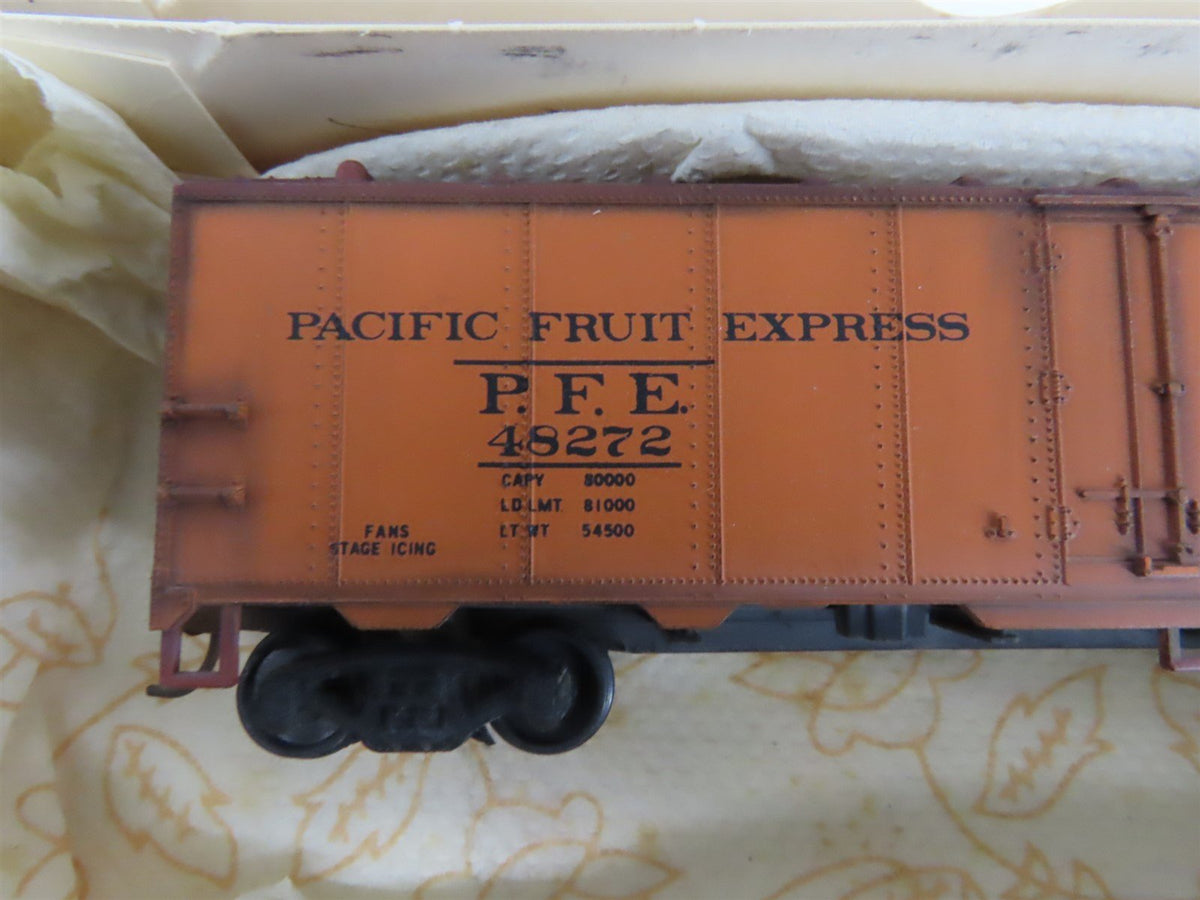 PACIFIC FRUIT EXPRESS
P. F. E.
48272
CAPY 80000
LD LMT. 81000
LT WT 54500
FANS
STAGE ICING